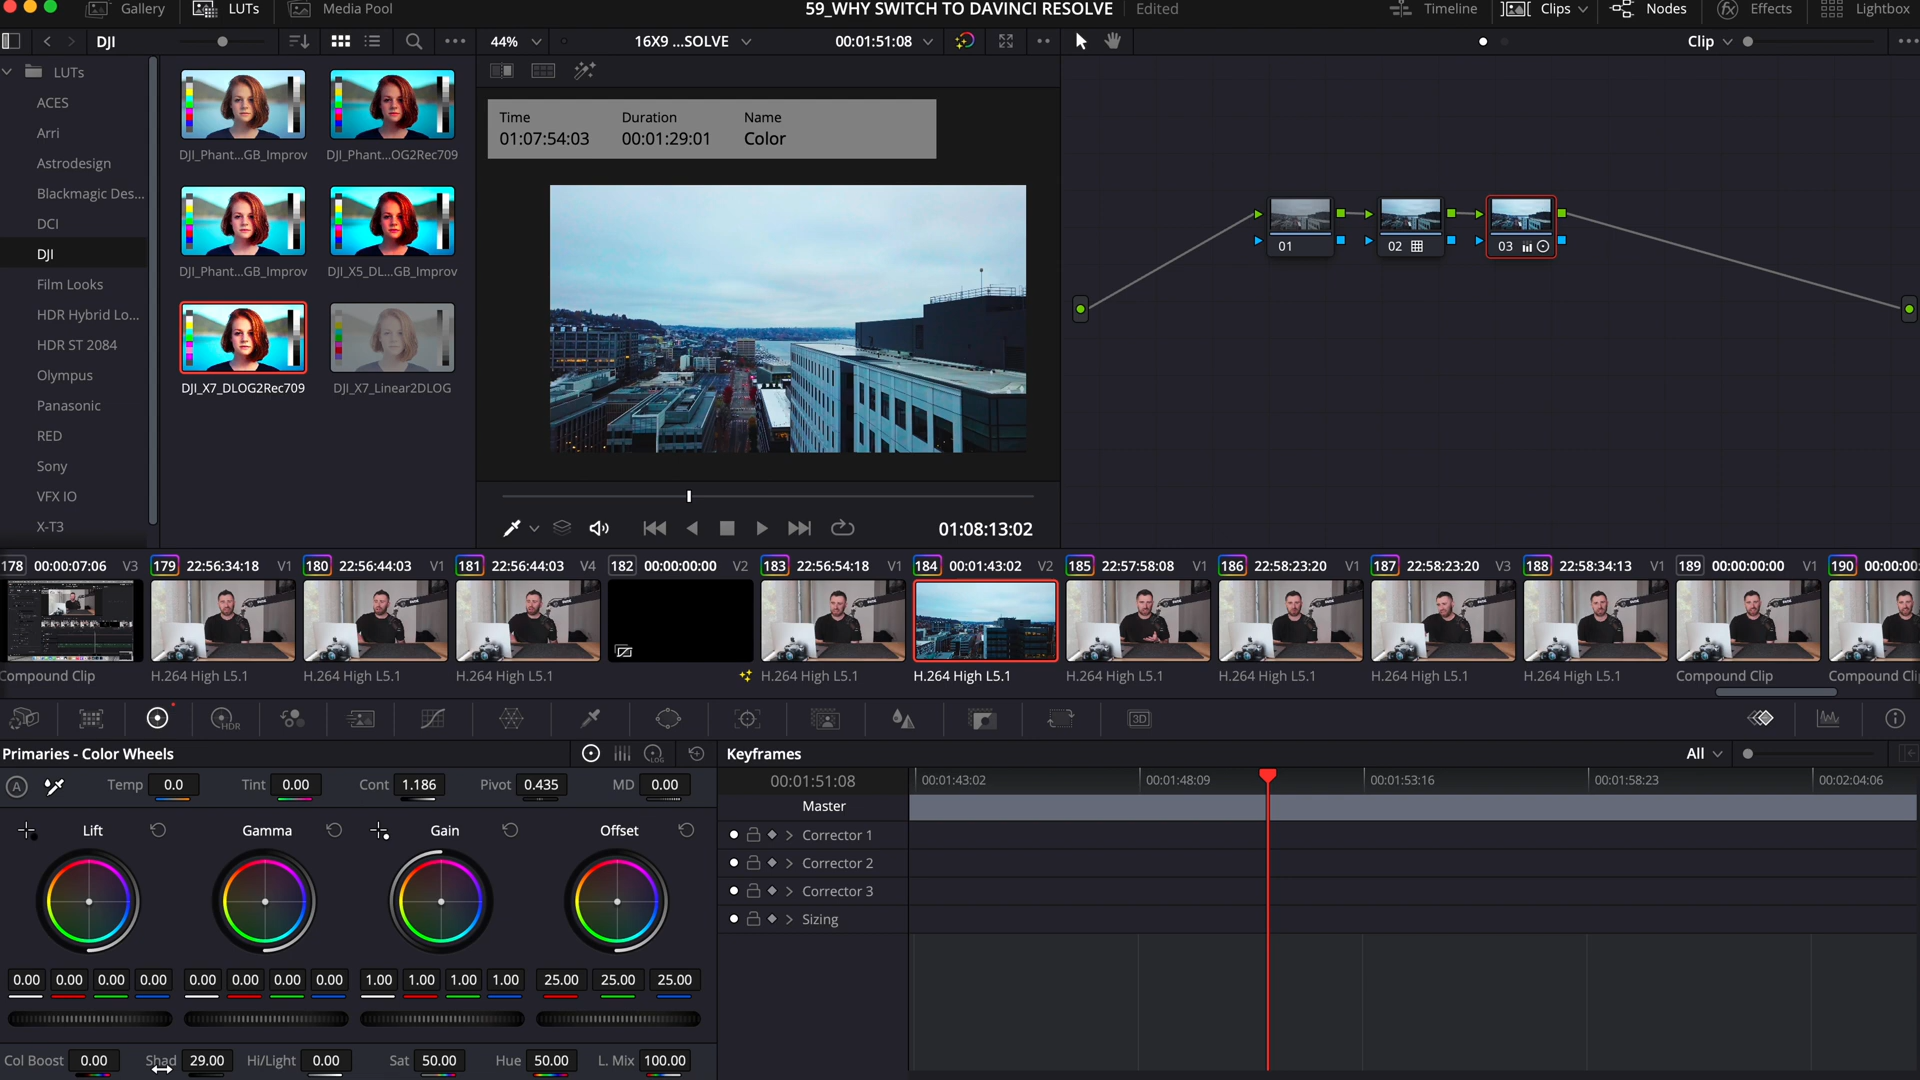 Gallery
LUTs
Media Pool
59_WHY SWITCH TO DAVINCI RESOLVE
Edited
Timeline
Clips
Nodes
Effects
Lightbox
DJI
44%
16X9 ...SOLVE
00:01:51:08
Clip
LUTs
ACES
Arri
Astrodesign
Blackmagic Des...
DCI
DJI
Film Looks
HDR Hybrid Lo...
HDR ST 2084
Olympus
Panasonic
RED
Sony
VFX IO
X-T3
DJI_Phant...GB_Improv
DJI_Phant...OG2Rec709
DJI_Phant...GB_Improv
DJI_X5_DL...GB_Improv
DJI_X7_DLOG2Rec709
DJI_X7_Linear2DLOG
Time
Duration
Name
01:07:54:03
00:01:29:01
Color
01
02
03
01:08:13:02
178 00:00:07:06 V3
179 22:56:34:18 V1
180 22:56:44:03 V1
181 22:56:44:03 V4
182 00:00:00:00 V2
183 22:56:54:18 V1
184 00:01:43:02 V2
185 22:57:58:08 V1
186 22:58:23:20 V1
187 22:58:23:20 V3
188 22:58:34:13 V1
189 00:00:00:00 V1
190 00:00:00
Compound Clip
H.264 High L5.1
H.264 High L5.1
H.264 High L5.1
H.264 High L5.1
H.264 High L5.1
H.264 High L5.1
H.264 High L5.1
H.264 High L5.1
H.264 High L5.1
Compound Clip
Compound Cli
HDR
3D
Primaries - Color Wheels
LOG
Keyframes
All
A
Temp 0.0
Tint 0.00
Cont 1.186
Pivot 0.435
MD 0.00
00:01:51:08
00:01:43:02
00:01:48:09
00:01:53:16
00:01:58:23
00:02:04:06
Master
Corrector 1
Corrector 2
Corrector 3
Sizing
Lift
Gamma
Gain
Offset
0.00 0.00 0.00 0.00
0.00 0.00 0.00 0.00
1.00 1.00 1.00 1.00
25.00 25.00 25.00
Col Boost 0.00
Shad 29.00
Hi/Light 0.00
Sat 50.00
Hue 50.00
L. Mix 100.00